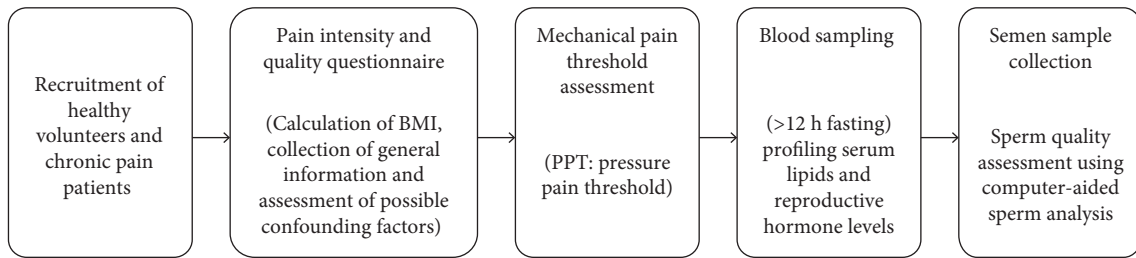 Recruitment of
healthy
volunteers and
chronic pain
patients
Pain intensity and
quality questionnaire
(Calculation of BMI,
collection of general
information and
assessment of possible
confounding factors)
Mechanical pain
threshold
assessment
(PPT: pressure
pain threshold)
Blood sampling
(>12 h fasting)
profiling serum
lipids and
reproductive
hormone levels
Semen sample
collection
Sperm quality
assessment using
computer-aided
sperm analysis